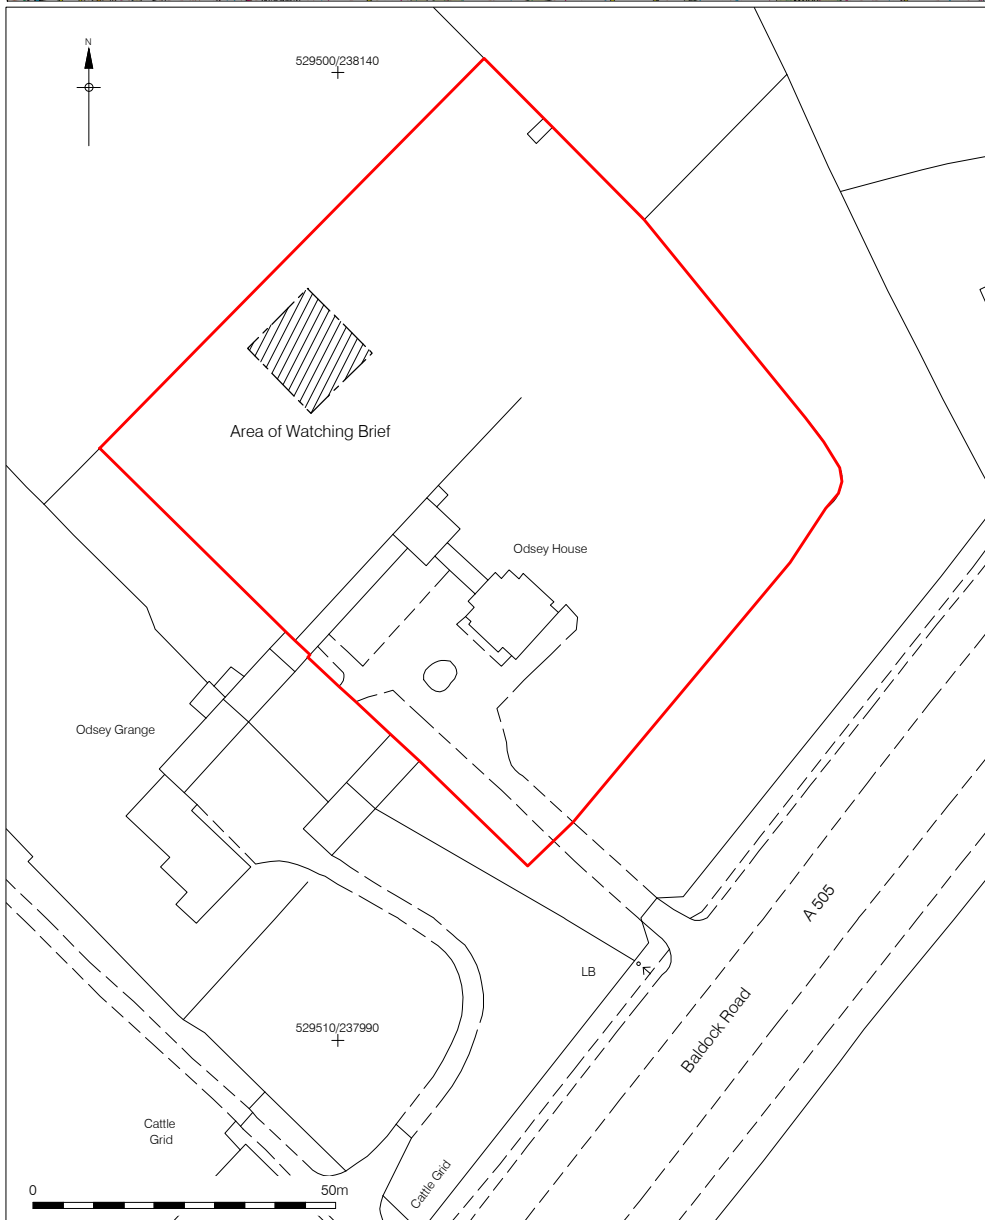 N
529500/238140
Area of Watching Brief
Odsey House
Odsey Grange
A 505
LB
Baldock Road
529510/237990
Cattle
Grid
Cattle Grid
0
50m